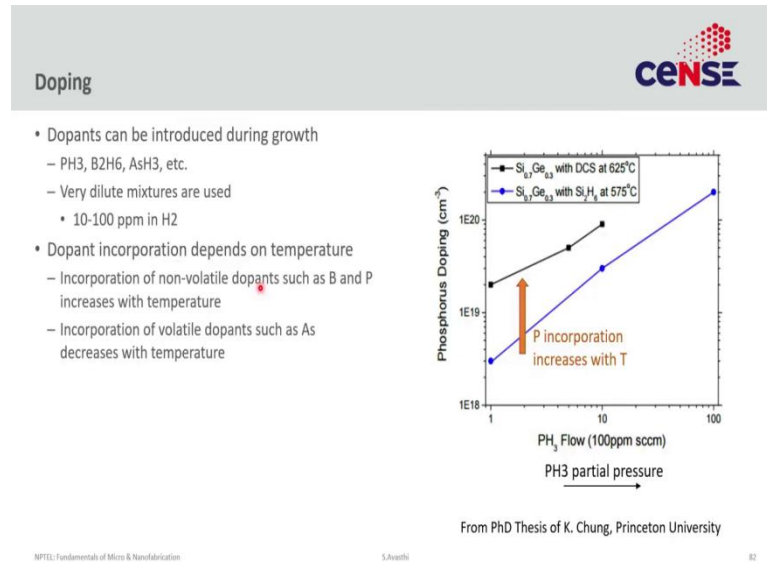 CeNSE
Doping
• Dopants can be introduced during growth
– PH3, B2H6, AsH3, etc.
– Very dilute mixtures are used
• 10-100 ppm in H2
• Dopant incorporation depends on temperature
– Incorporation of non-volatile dopants such as B and P
increases with temperature
– Incorporation of volatile dopants such as As
decreases with temperature
Si0.7Ge0.3 with DCS at 625°C
Si0.7Ge0.3 with Si2H6 at 575°C
Phosphorus Doping (cm-3)
1E20
1E19
1E18
P incorporation
increases with T
1 10 100
PH3 Flow (100ppm sccm)
PH3 partial pressure
From PhD Thesis of K. Chung, Princeton University
NPTEL: Fundamentals of Micro & Nanofabrication S.Avasthi 82